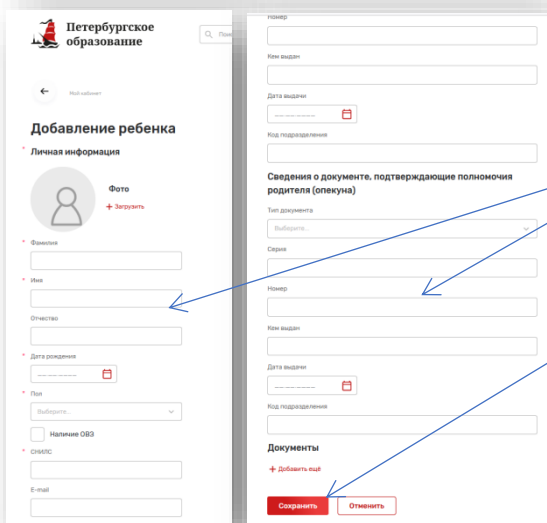 Петербургское
образование
Мой кабинет
Добавление ребенка
* Личная информация
Фото
+ Загрузить
* Фамилия
* Имя
Отчество
* Дата рождения
* Пол
Выберите...
Наличие ОВЗ
* СНИЛС
E-mail
Номер
Кем выдан
Дата выдачи
Код подразделения
Сведения о документе, подтверждающие полномочия
родителя (опекуна)
Тип документа
Выберите...
Серия
Номер
Кем выдан
Дата выдачи
Код подразделения
Документы
+ Добавить ещё
Сохранить
Отменить